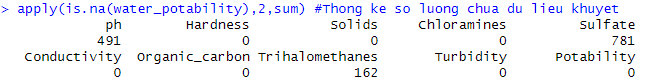 > apply(is.na(water_potability),2,sum) #Thong ke so luong chua du lieu khuyet
ph Hardness Solids Chloramines Sulfate
491 0 0 0 781
Conductivity Organic_carbon Trihalomethanes Turbidity Potability
0 0 162 0 0